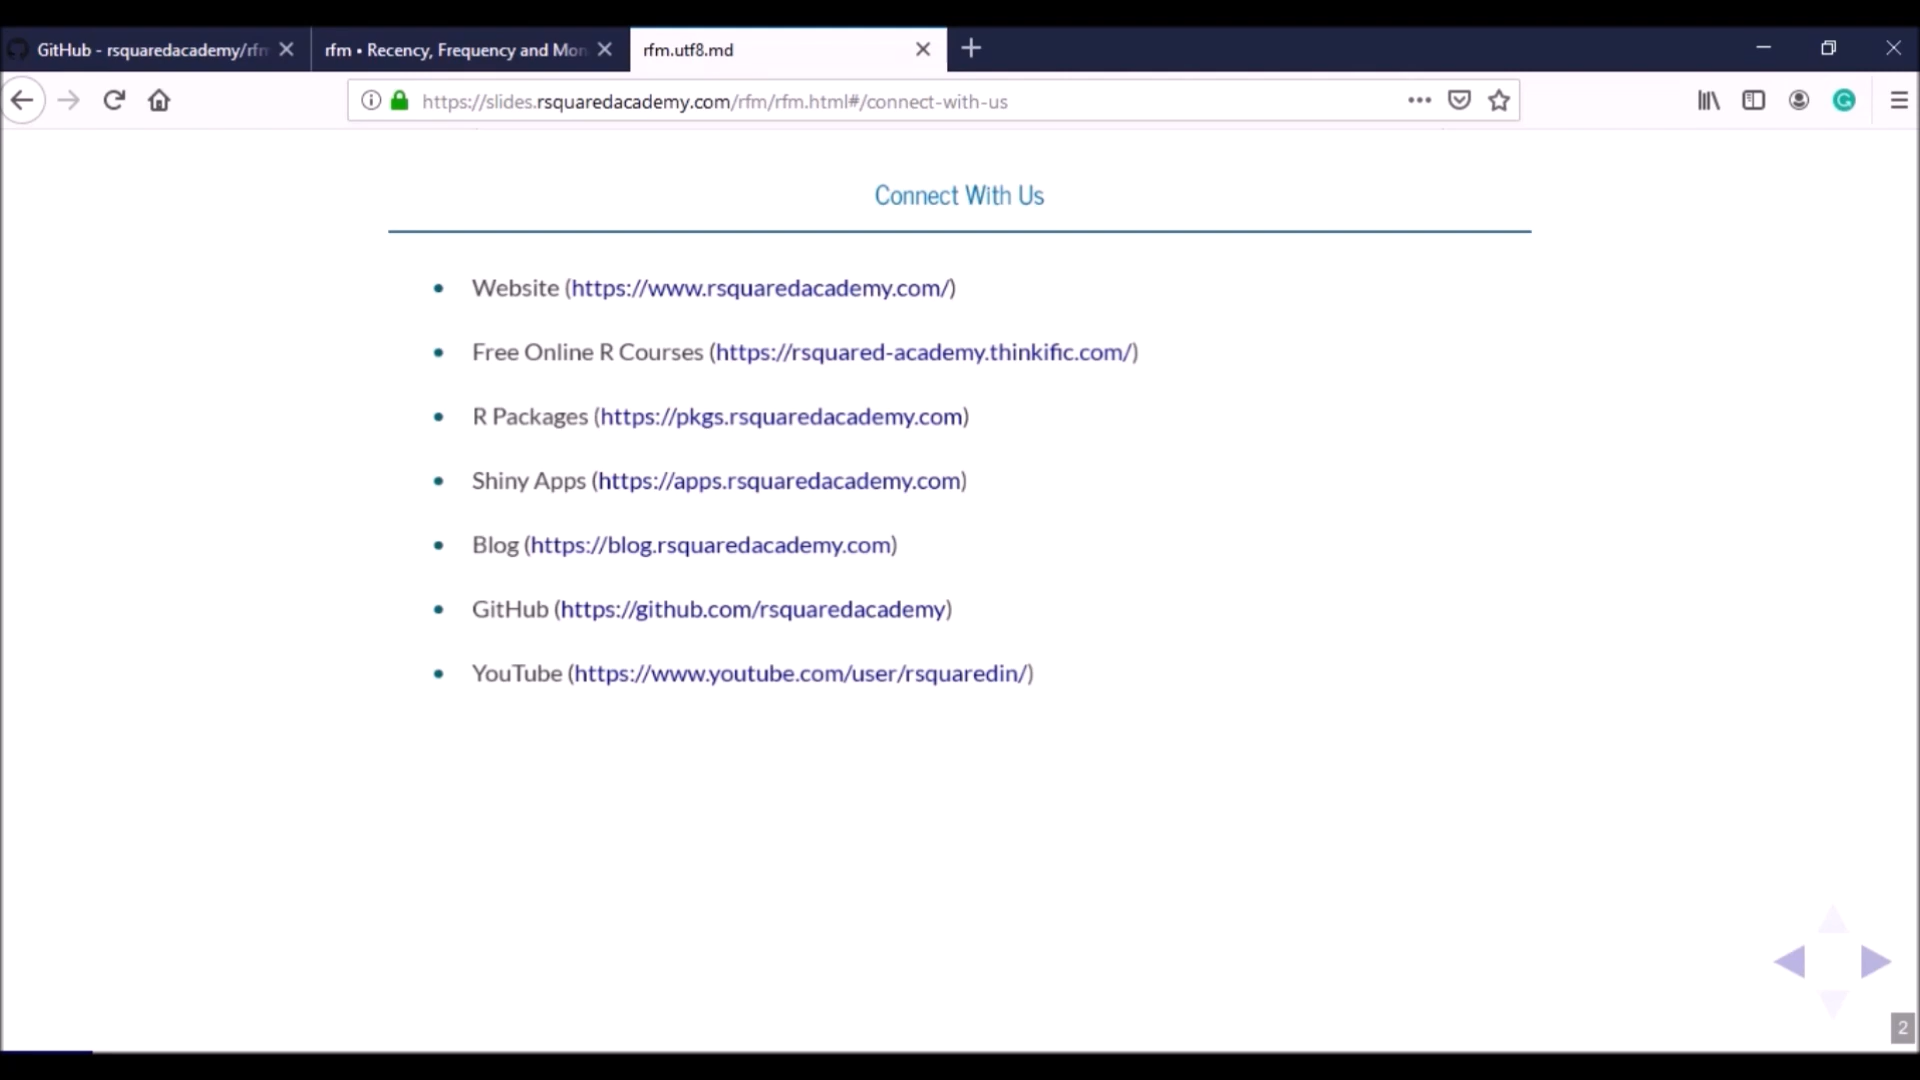 GitHub - rsquaredacademy/rfm
rfm • Recency, Frequency and Mon
rfm.utf8.md
https://slides.rsquaredacademy.com/rfm/rfm.html#/connect-with-us
Connect With Us
• Website (https://www.rsquaredacademy.com/)
• Free Online R Courses (https://rsquared-academy.thinkific.com/)
• R Packages (https://pkgs.rsquaredacademy.com)
• Shiny Apps (https://apps.rsquaredacademy.com)
• Blog (https://blog.rsquaredacademy.com)
• GitHub (https://github.com/rsquaredacademy)
• YouTube (https://www.youtube.com/user/rsquaredin/)
2